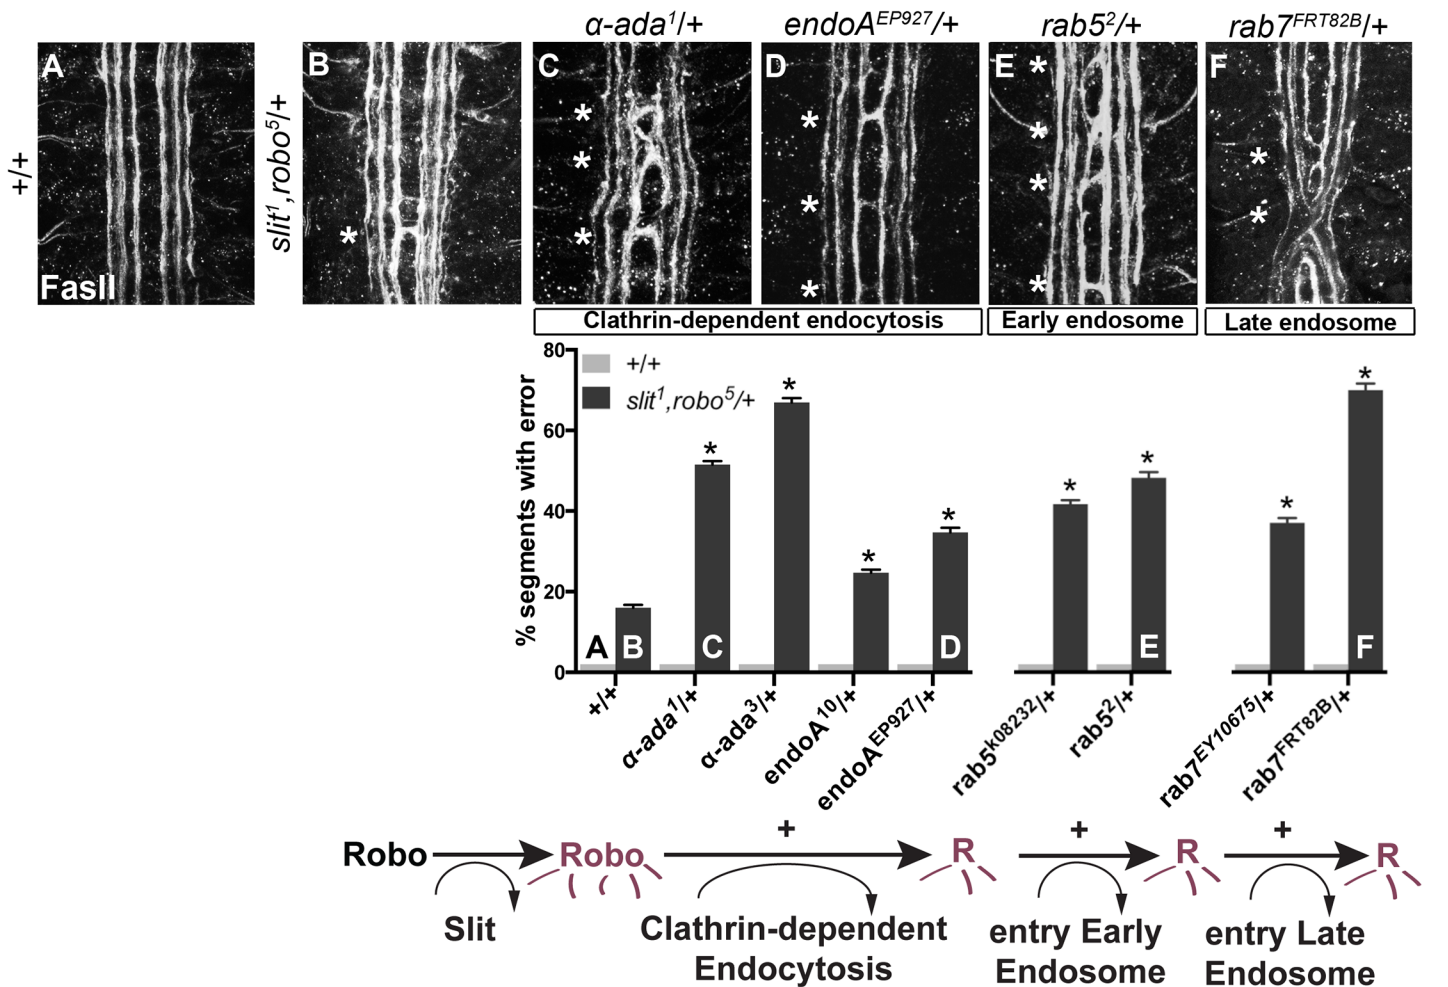 α-ada¹/+
endoAᴱᴾ⁹²⁷/+
rab5²/+
rab7ᶠᴿᵀ⁸²ᴮ/+
A
B
C
D
E
F
+/+
slit¹,robo⁵/+
FasII
*
* * *
* * *
* * * *
* *
Clathrin-dependent endocytosis
Early endosome
Late endosome
% segments with error
80
60
40
20
0
+/+
slit¹,robo⁵/+
* * * * * * * *
A
B
C
D
E
F
+/+
α-ada¹/+
α-ada³/+
endoA¹⁰/+
endoAᴱᴾ⁹²⁷/+
rab5ᵏ⁰⁸²³²/+
rab5²/+
rab7ᴱʸ¹⁰⁶⁷⁵/+
rab7ᶠᴿᵀ⁸²ᴮ/+
+
+
+
Robo
Robo
R
R
R
Slit
Clathrin-dependent
Endocytosis
entry Early
Endosome
entry Late
Endosome